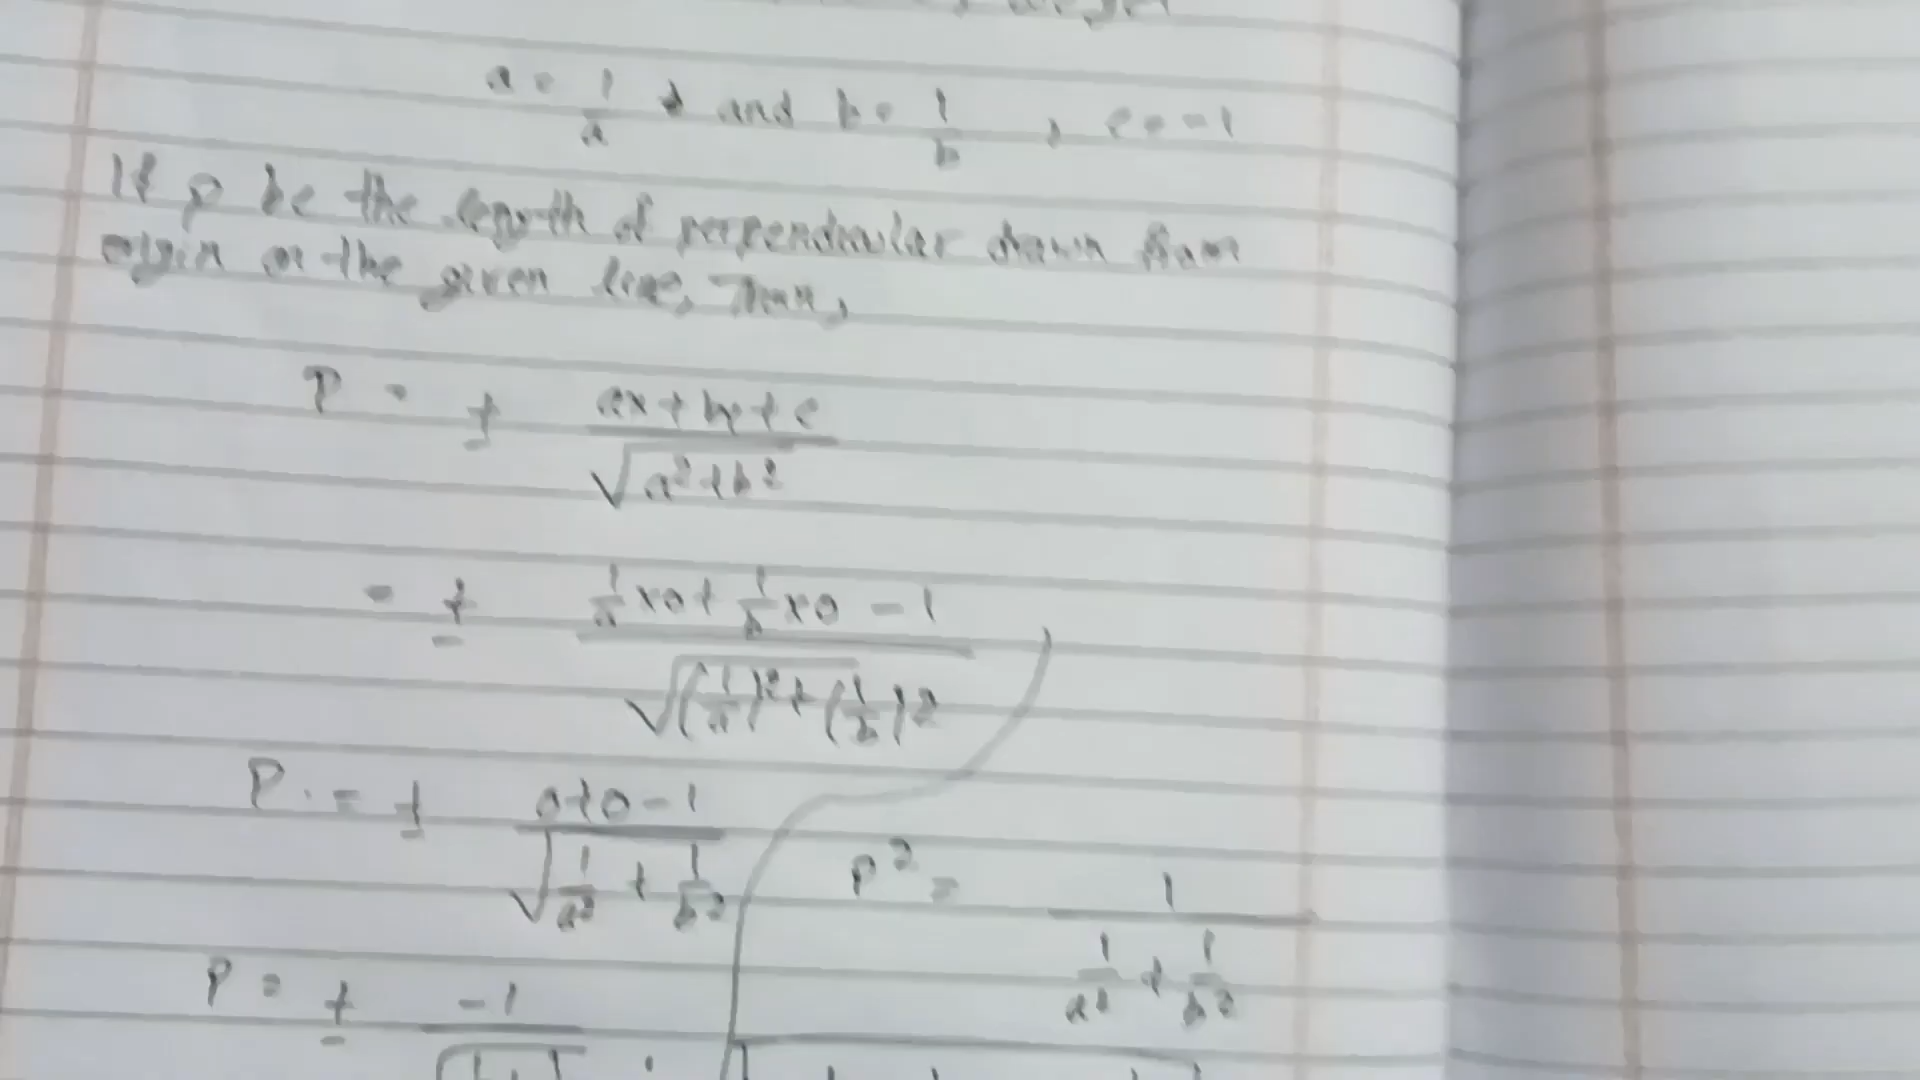 a = 1/a and b = 1/b , c = -1
If p be the length of perpendicular drawn from
origin on the given line, Then,
P = ± ax + by + c / √a² + b²
= ± 1/a x0 + 1/b x0 - 1 / √(1/a)² + (1/b)2
P. = ± 0+0-1 / √1/a² + 1/b2
P² = 1 / 1/a² + 1/b²
P = ± -1